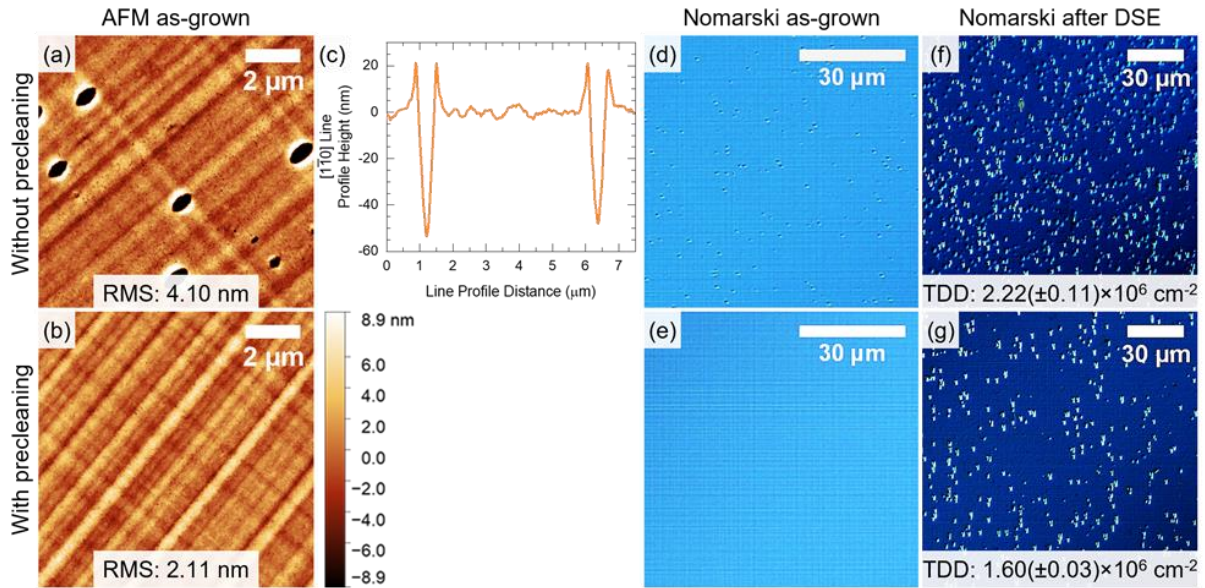 AFM as-grown
Nomarski as-grown
Nomarski after DSE
Without precleaning
(a)
2 µm
RMS: 4.10 nm
(c)
[11̅0] Line
Profile Height (nm)
20
0
-20
-40
-60
0 1 2 3 4 5 6 7
Line Profile Distance (µm)
(d)
30 µm
(f)
30 µm
TDD: 2.22(±0.11)×10⁶ cm⁻²
With precleaning
(b)
2 µm
RMS: 2.11 nm
8.9 nm
6.0
4.0
2.0
0.0
−2.0
−4.0
−6.0
−8.9
(e)
30 µm
(g)
30 µm
TDD: 1.60(±0.03)×10⁶ cm⁻²